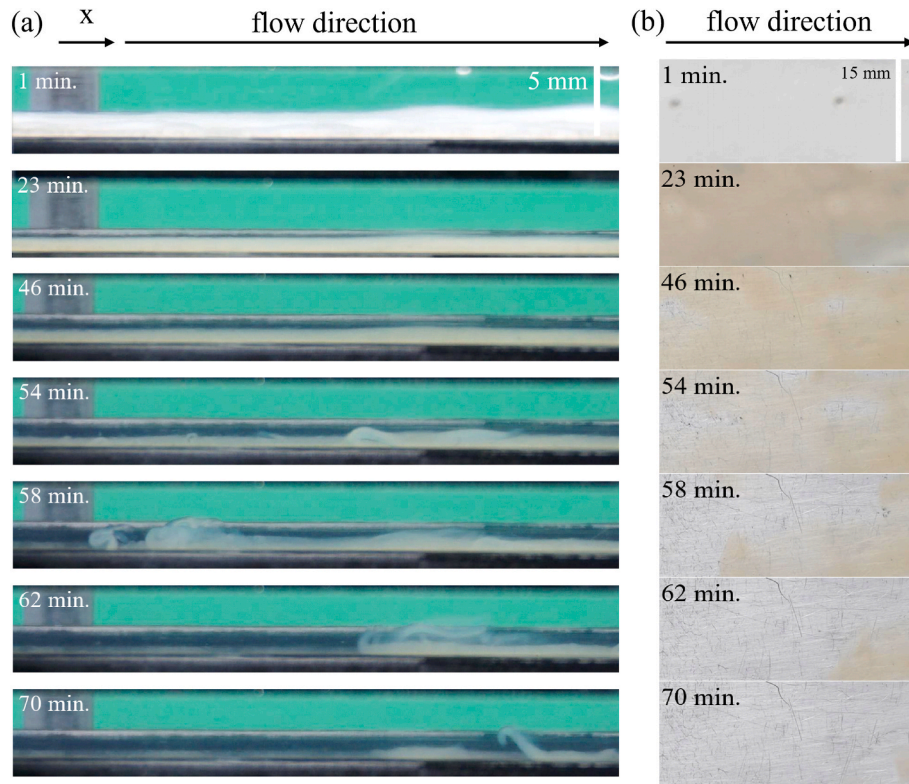 (a)
x
flow direction
1 min.
5 mm
23 min.
46 min.
54 min.
58 min.
62 min.
70 min.
(b)
flow direction
1 min.
15 mm
23 min.
46 min.
54 min.
58 min.
62 min.
70 min.